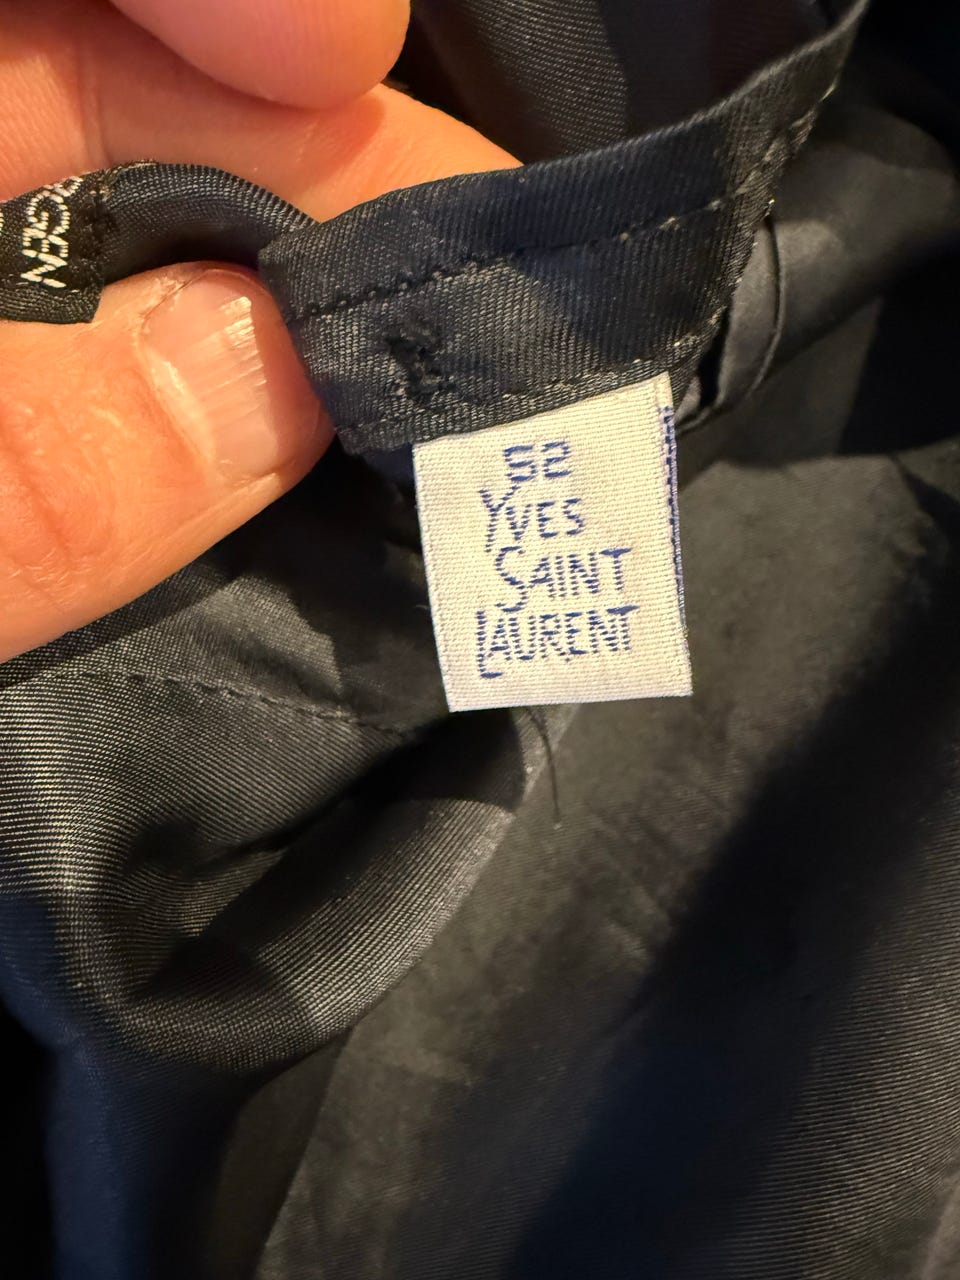 52
YVES
SAINT
LAURENT